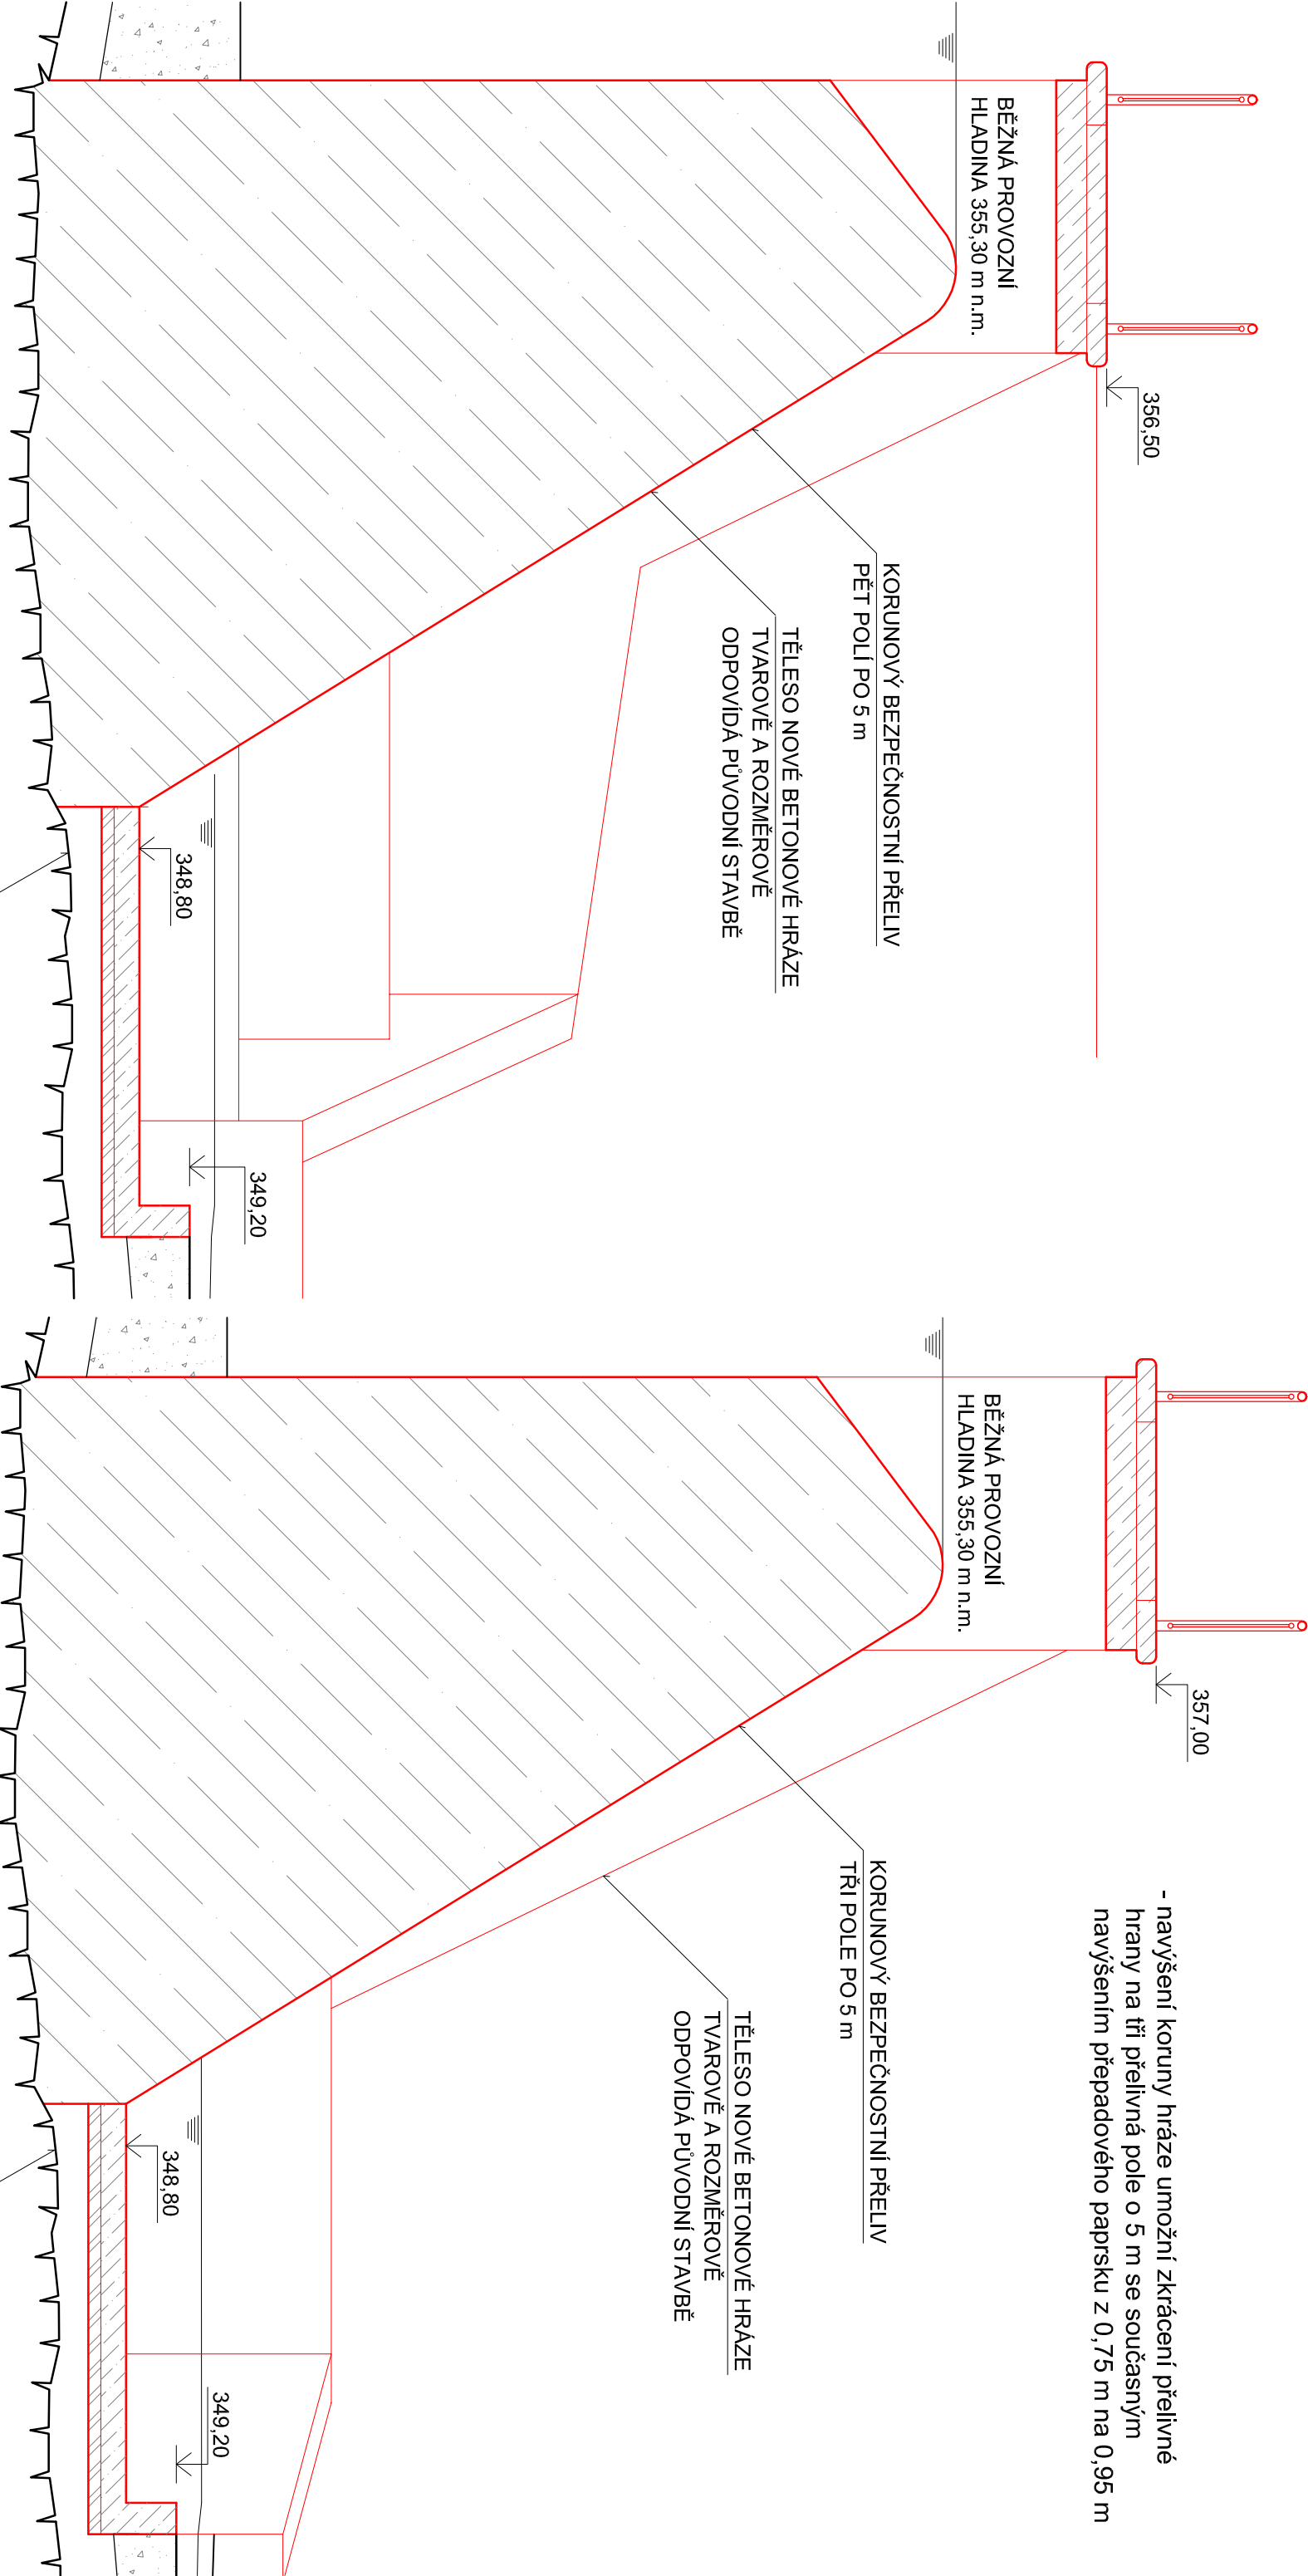 356,50
BĚŽNÁ PROVOZNÍ
HLADINA 355,30 m n.m.
KORUNOVÝ BEZPEČNOSTNÍ PŘELIV
PĚT POLÍ PO 5 m
TĚLESO NOVÉ BETONOVÉ HRÁZE
TVAROVĚ A ROZMĚROVĚ
ODPOVÍDÁ PŮVODNÍ STAVBĚ
348,80
349,20
- navýšení koruny hráze umožní zkrácení přelivné
hrany na tři přelivná pole o 5 m se současným
navýšením přepadového paprsku z 0,75 m na 0,95 m
357,00
BĚŽNÁ PROVOZNÍ
HLADINA 355,30 m n.m.
KORUNOVÝ BEZPEČNOSTNÍ PŘELIV
TŘI POLE PO 5 m
TĚLESO NOVÉ BETONOVÉ HRÁZE
TVAROVĚ A ROZMĚROVĚ
ODPOVÍDÁ PŮVODNÍ STAVBĚ
348,80
349,20